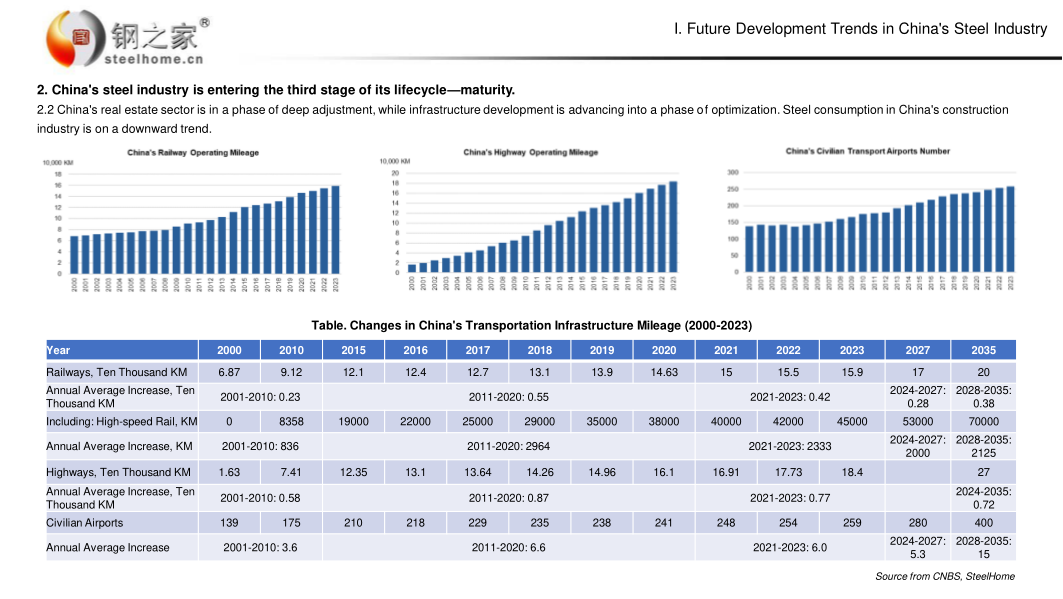 钢之家®
steelhome.cn
I. Future Development Trends in China's Steel Industry
2. China's steel industry is entering the third stage of its lifecycle—maturity.
2.2 China's real estate sector is in a phase of deep adjustment, while infrastructure development is advancing into a phase of optimization. Steel consumption in China's construction
industry is on a downward trend.
China's Railway Operating Mileage
10,000 KM
18
16
14
12
10
8
6
4
2
0
2000 2001 2002 2003 2004 2005 2006 2007 2008 2009 2010 2011 2012 2013 2014 2015 2016 2017 2018 2019 2020 2021 2022 2023
China's Highway Operating Mileage
10,000 KM
20
18
16
14
12
10
8
6
4
2
0
2000 2001 2002 2003 2004 2005 2006 2007 2008 2009 2010 2011 2012 2013 2014 2015 2016 2017 2018 2019 2020 2021 2022 2023
China's Civilian Transport Airports Number
300
250
200
150
100
50
0
2000 2001 2002 2003 2004 2005 2006 2007 2008 2009 2010 2011 2012 2013 2014 2015 2016 2017 2018 2019 2020 2021 2022 2023
Table. Changes in China's Transportation Infrastructure Mileage (2000-2023)
Year 2000 2010 2015 2016 2017 2018 2019 2020 2021 2022 2023 2027 2035
Railways, Ten Thousand KM 6.87 9.12 12.1 12.4 12.7 13.1 13.9 14.63 15 15.5 15.9 17 20
Annual Average Increase, Ten
Thousand KM 2001-2010: 0.23 2011-2020: 0.55 2021-2023: 0.42 2024-2027: 0.28 2028-2035: 0.38
Including: High-speed Rail, KM 0 8358 19000 22000 25000 29000 35000 38000 40000 42000 45000 53000 70000
Annual Average Increase, KM 2001-2010: 836 2011-2020: 2964 2021-2023: 2333 2024-2027: 2000 2028-2035: 2125
Highways, Ten Thousand KM 1.63 7.41 12.35 13.1 13.64 14.26 14.96 16.1 16.91 17.73 18.4 27
Annual Average Increase, Ten
Thousand KM 2001-2010: 0.58 2011-2020: 0.87 2021-2023: 0.77 2024-2035: 0.72
Civilian Airports 139 175 210 218 229 235 238 241 248 254 259 280 400
Annual Average Increase 2001-2010: 3.6 2011-2020: 6.6 2021-2023: 6.0 2024-2027: 5.3 2028-2035: 15
Source from CNBS, SteelHome